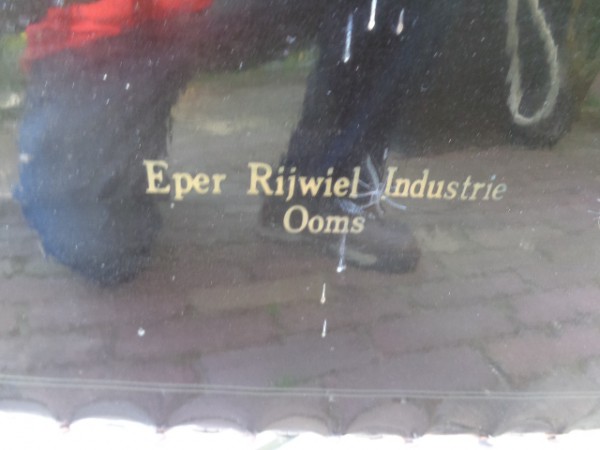 Eper Rijwiel Industrie
Ooms